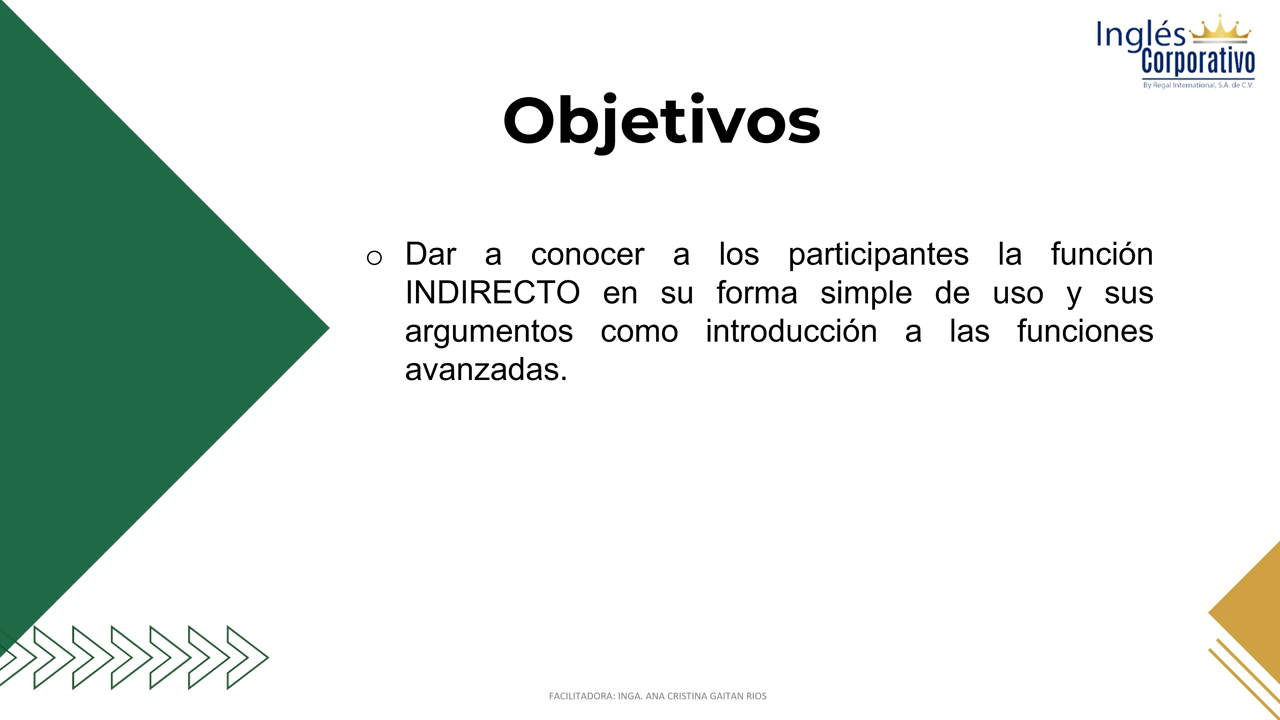 Inglés
Corporativo
By Regal International, S.A. de C.V.
Objetivos
o Dar a conocer a los participantes la función
INDIRECTO en su forma simple de uso y sus
argumentos como introducción a las funciones
avanzadas.
FACILITADORA: INGA. ANA CRISTINA GAITAN RIOS